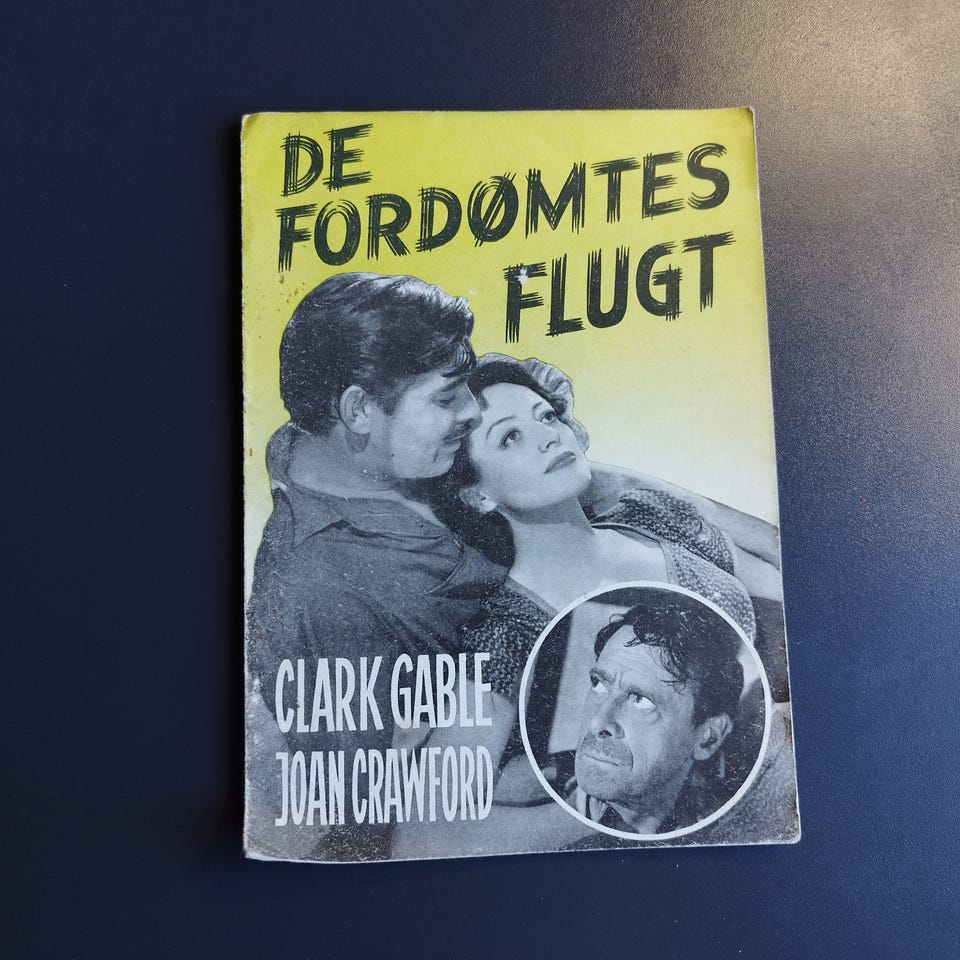 DE
FORDØMTES
FLUGT
CLARK GABLE
JOAN CRAWFORD